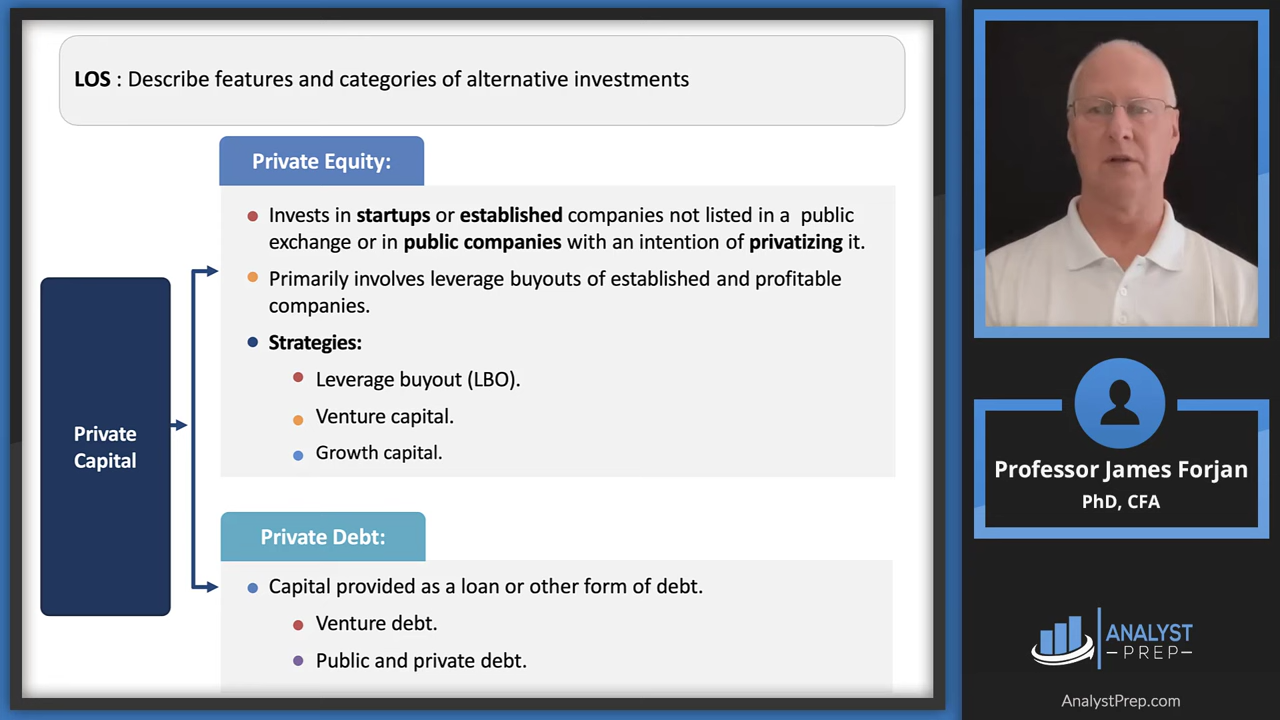 LOS : Describe features and categories of alternative investments
Private Equity:
Invests in startups or established companies not listed in a public
exchange or in public companies with an intention of privatizing it.
Primarily involves leverage buyouts of established and profitable
companies.
Strategies:
Leverage buyout (LBO).
Venture capital.
Growth capital.
Private
Capital
Private Debt:
Capital provided as a loan or other form of debt.
Venture debt.
Public and private debt.
Professor James Forjan
PhD, CFA
ANALYST
PREP
AnalystPrep.com